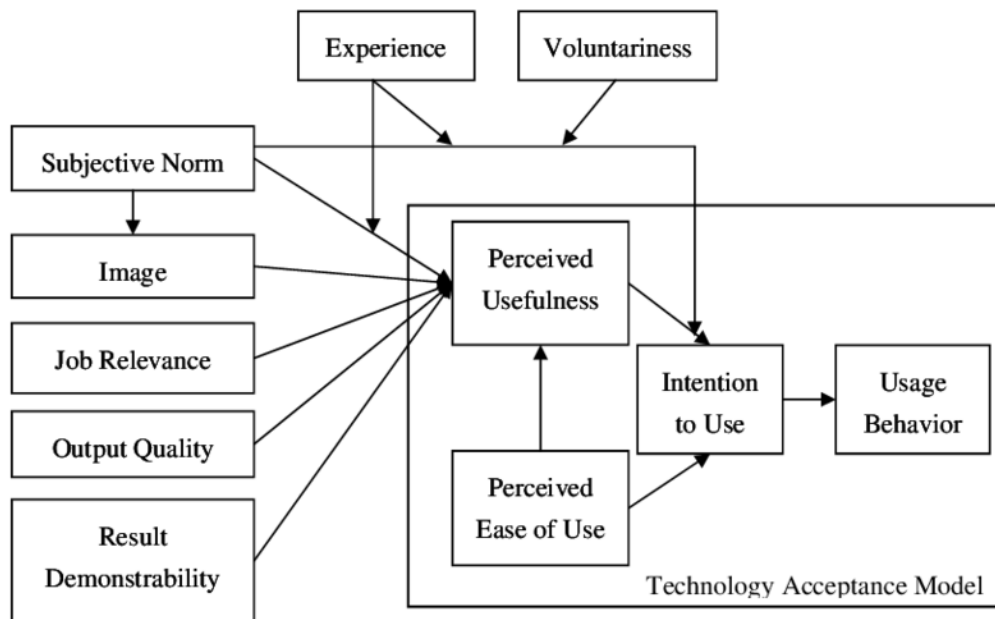 Experience
Voluntariness
Subjective Norm
Image
Job Relevance
Output Quality
Result
Demonstrability
Perceived
Usefulness
Intention
to Use
Usage
Behavior
Perceived
Ease of Use
Technology Acceptance Model